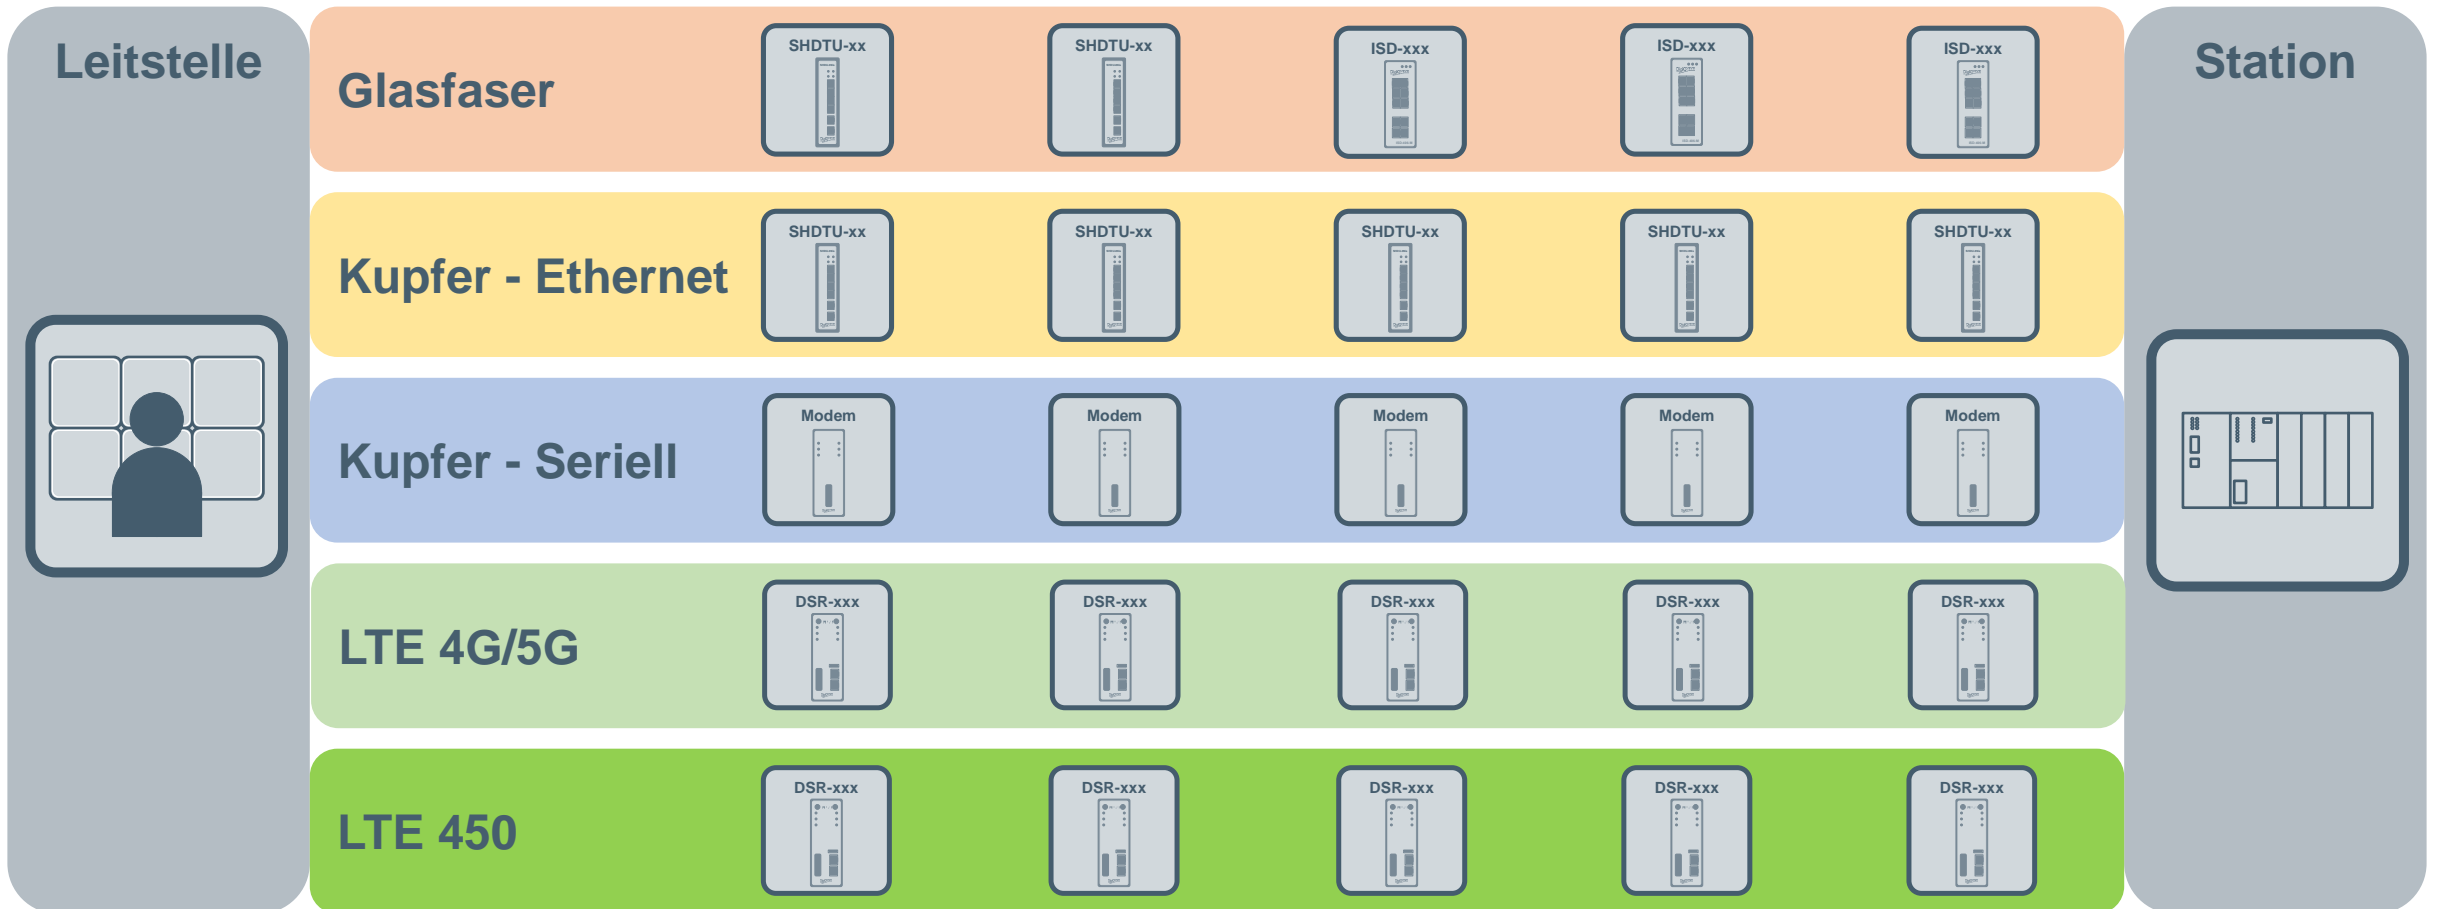 Leitstelle
Station
Glasfaser
SHDTU-xx
SHDTU-xx
ISD-xxx
ISD-xxx
ISD-xxx
Kupfer - Ethernet
SHDTU-xx
SHDTU-xx
SHDTU-xx
SHDTU-xx
SHDTU-xx
Kupfer - Seriell
Modem
Modem
Modem
Modem
Modem
LTE 4G/5G
DSR-xxx
DSR-xxx
DSR-xxx
DSR-xxx
DSR-xxx
LTE 450
DSR-xxx
DSR-xxx
DSR-xxx
DSR-xxx
DSR-xxx